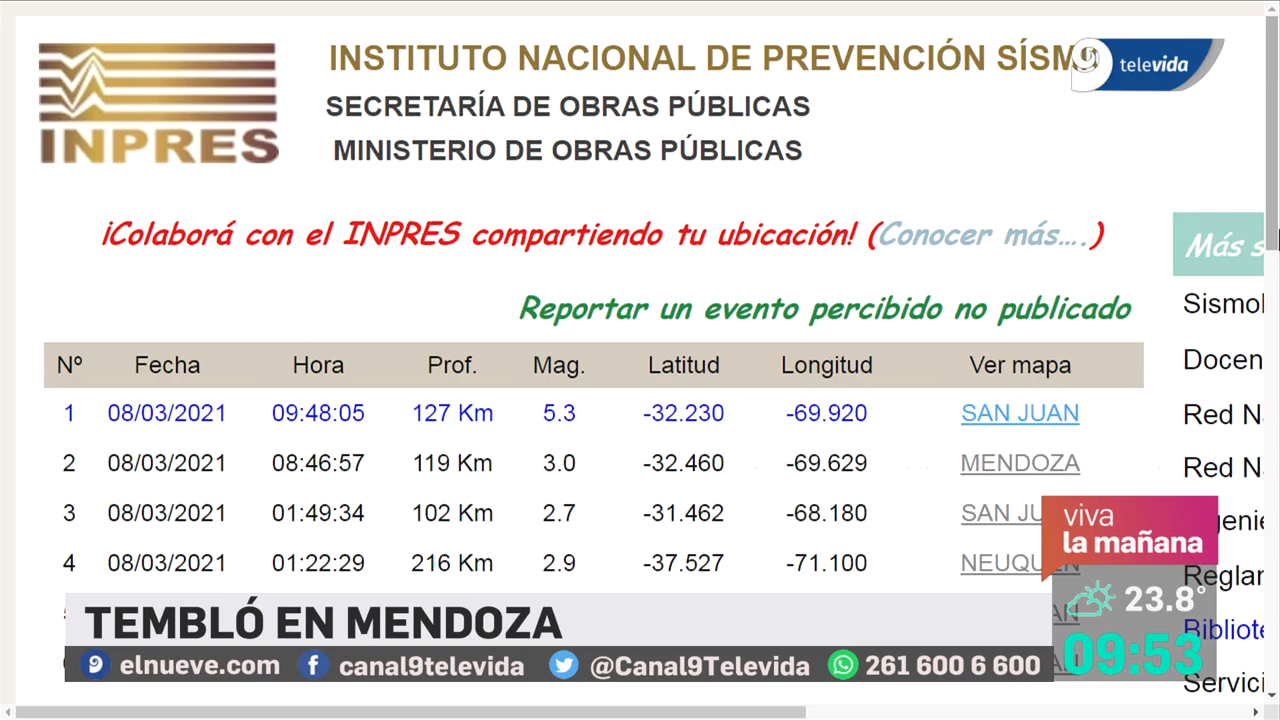 INSTITUTO NACIONAL DE PREVENCIÓN SÍSM
televida
SECRETARÍA DE OBRAS PÚBLICAS
MINISTERIO DE OBRAS PÚBLICAS
INPRES
¡Colaborá con el INPRES compartiendo tu ubicación! (Conocer más....)
Más s
Reportar un evento percibido no publicado
Nº Fecha Hora Prof. Mag. Latitud Longitud Ver mapa
1 08/03/2021 09:48:05 127 Km 5.3 -32.230 -69.920 SAN JUAN
2 08/03/2021 08:46:57 119 Km 3.0 -32.460 -69.629 MENDOZA
3 08/03/2021 01:49:34 102 Km 2.7 -31.462 -68.180 SAN JU
4 08/03/2021 01:22:29 216 Km 2.9 -37.527 -71.100 NEUQUÉN
Docen
Red N
Red N
Reglar
Bibliote
Servici
viva
la mañana
23.8°
09:53
TEMBLÓ EN MENDOZA
elnueve.com canal9televida @Canal9Televida 261 600 6 600